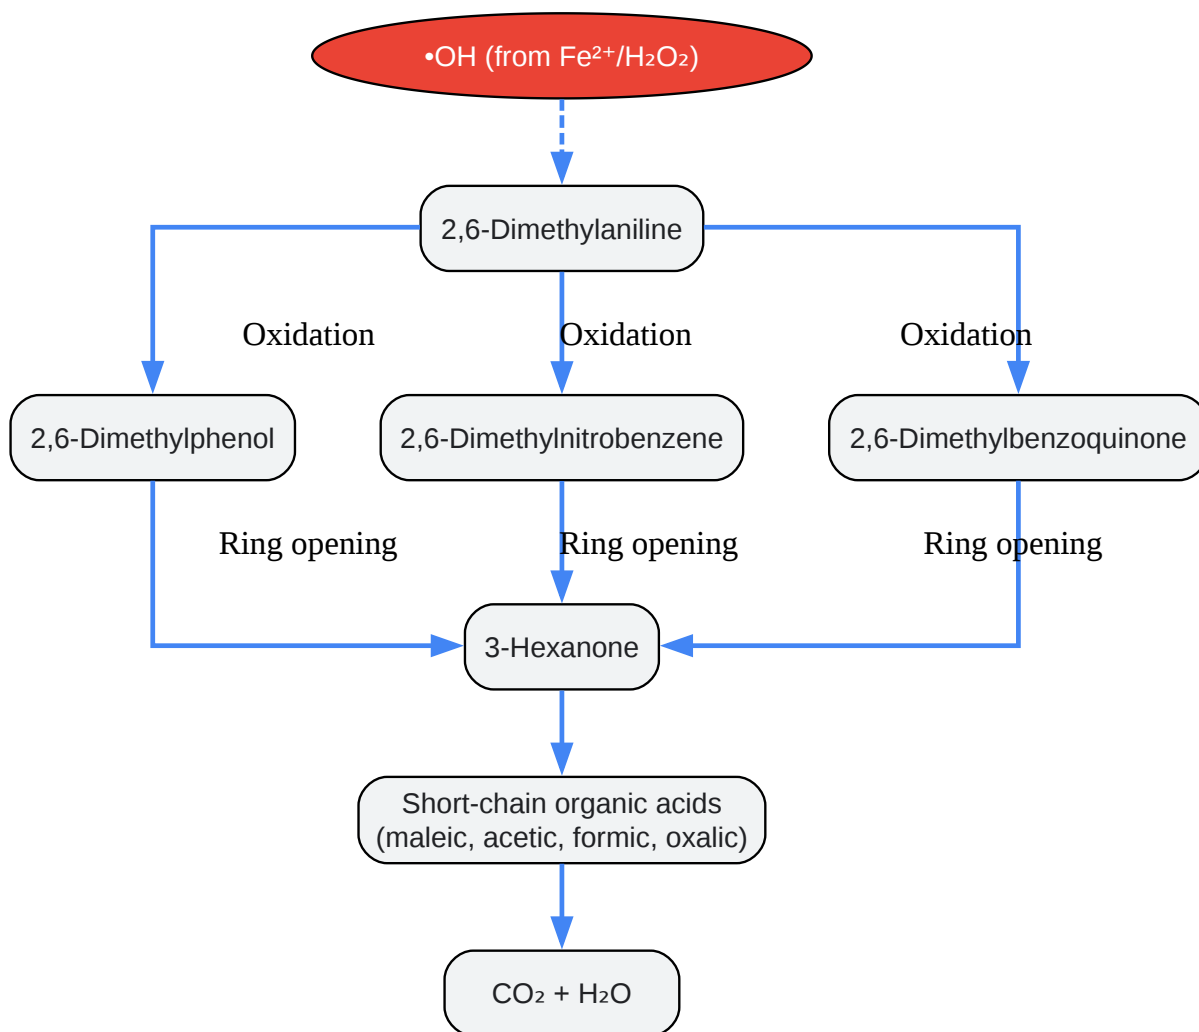 •OH (from Fe²⁺/H₂O₂)
2,6-Dimethylaniline
Oxidation
Oxidation
Oxidation
2,6-Dimethylphenol
2,6-Dimethylnitrobenzene
2,6-Dimethylbenzoquinone
Ring opening
Ring opening
Ring opening
3-Hexanone
Short-chain organic acids
(maleic, acetic, formic, oxalic)
CO₂ + H₂O